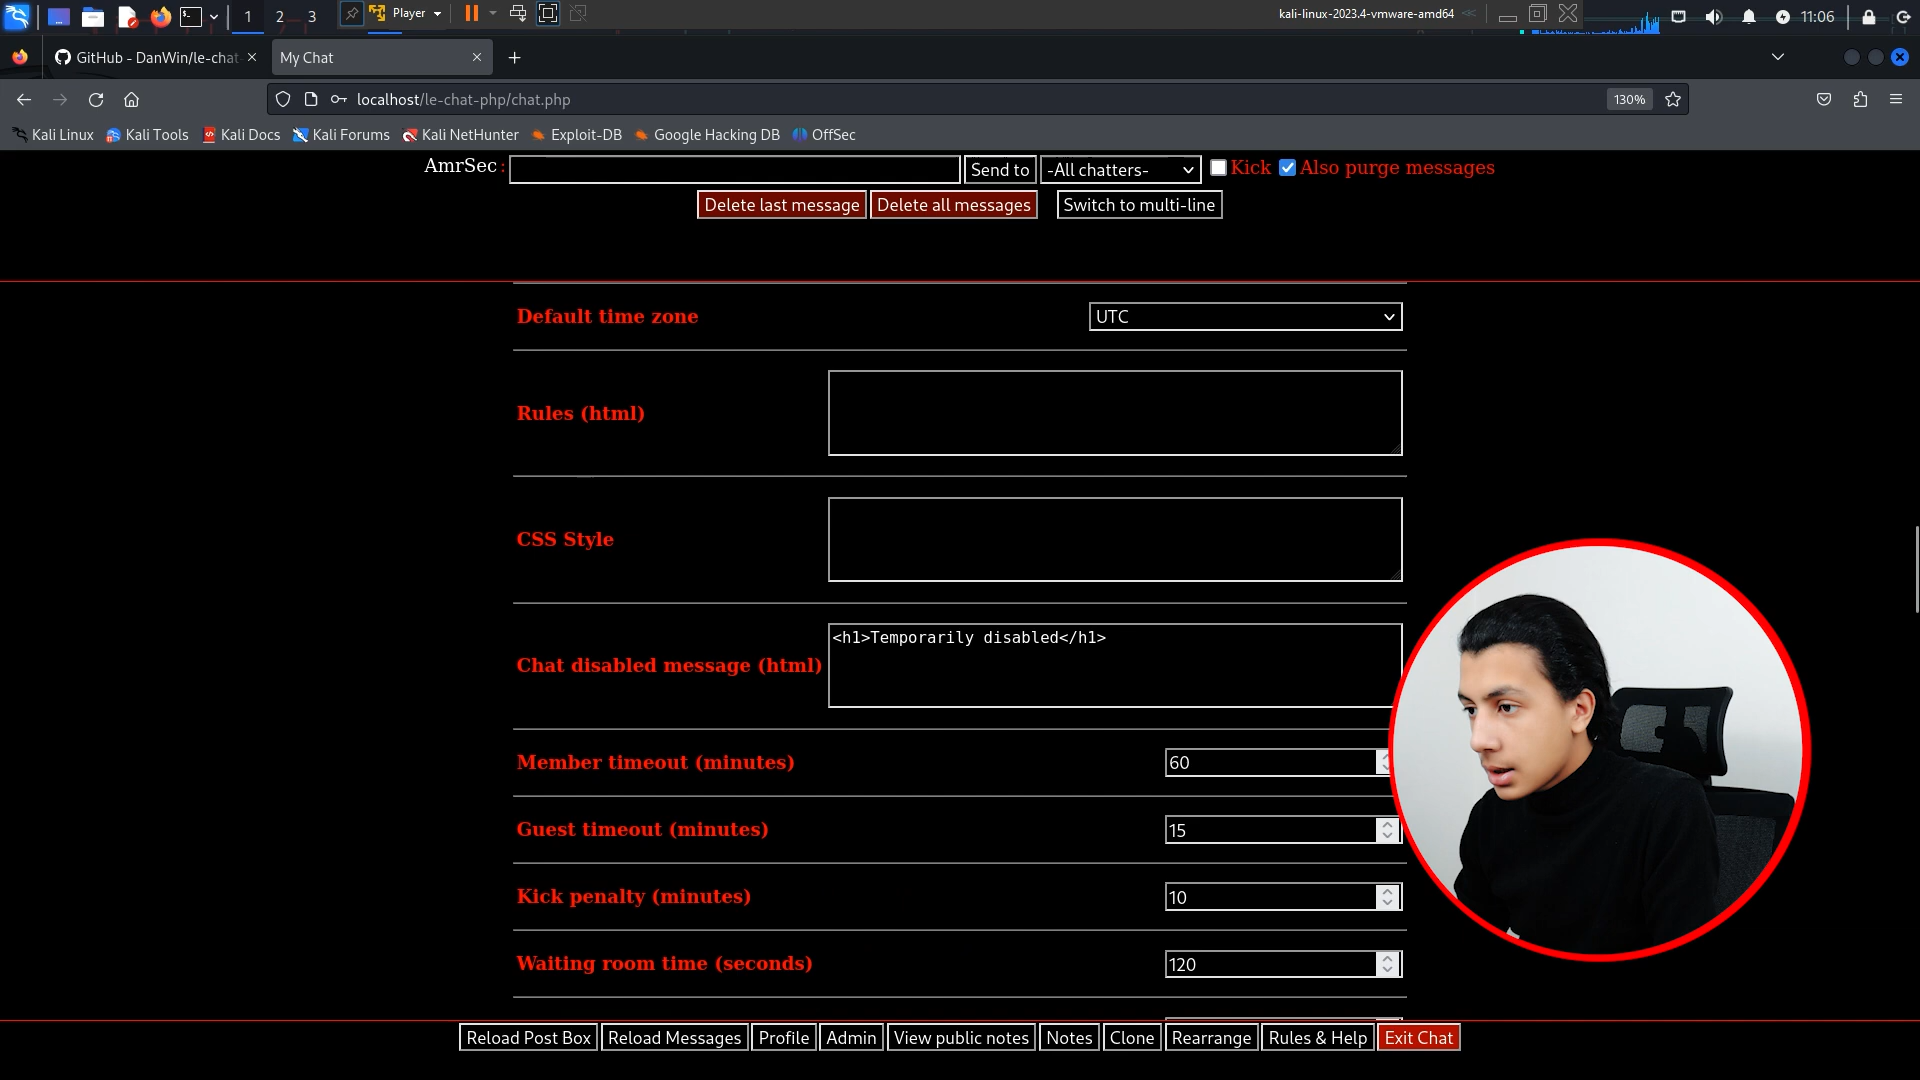 Player
kali-linux-2023.4-vmware-amd64
1 2 3
11:06
GitHub - DanWin/le-chat-
My Chat
localhost/le-chat-php/chat.php
130%
Kali Linux
Kali Tools
Kali Docs
Kali Forums
Kali NetHunter
Exploit-DB
Google Hacking DB
OffSec
AmrSec : Send to -All chatters- Kick Also purge messages
Delete last message Delete all messages Switch to multi-line
Default time zone UTC
Rules (html)
CSS Style
Chat disabled message (html) <h1>Temporarily disabled</h1>
Member timeout (minutes) 60
Guest timeout (minutes) 15
Kick penalty (minutes) 10
Waiting room time (seconds) 120
Reload Post Box Reload Messages Profile Admin View public notes Notes Clone Rearrange Rules & Help Exit Chat